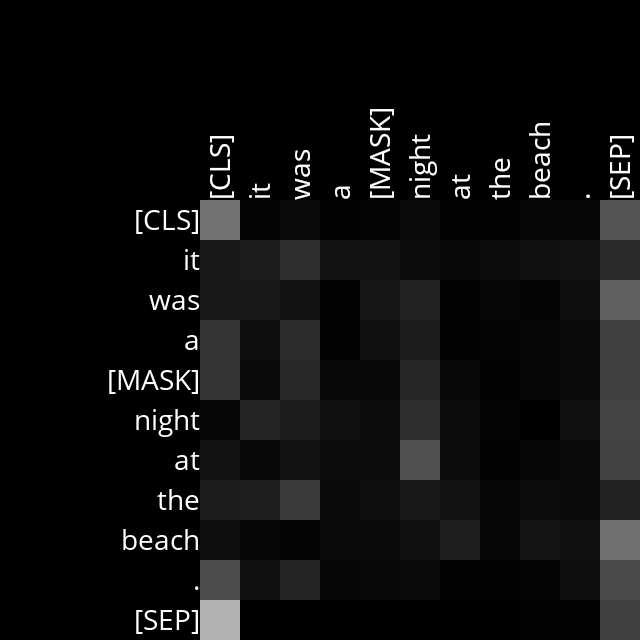 [CLS] it was a [MASK] night at the beach . [SEP]
[CLS]
it
was
a
[MASK]
night
at
the
beach
.
[SEP]